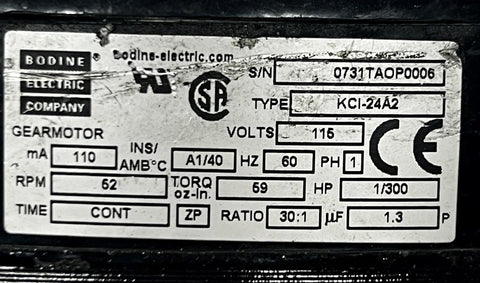 BODINE
ELECTRIC
COMPANY
bodine-electric.com
S/N 0731TAOP0006
TYPE KCI-24A2
GEARMOTOR VOLTS 115
mA 110 INS/AMB°C A1/40 HZ 60 PH 1
RPM 52 TORQ oz-in. 59 HP 1/300
TIME CONT ZP RATIO 30:1 µF 1.3 P
CE
SA